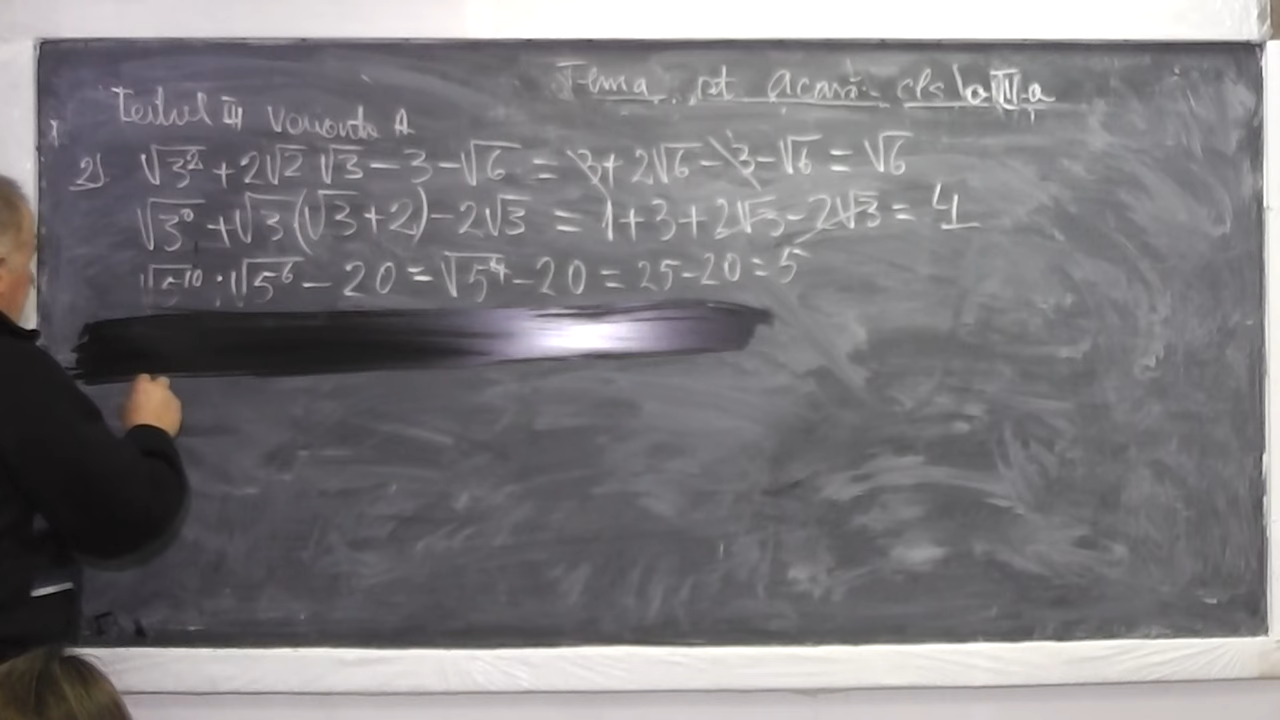 Tema pt acasă cls a VII-a
Testul III varianta A
2) √3² + 2√2 √3 - 3 - √6 = 3 + 2√6 - 3 - √6 = √6
√3⁰ + √3(√3 + 2) - 2√3 = 1 + 3 + 2√3 - 2√3 = 4
√5¹⁰ : √5⁶ - 20 = √5⁴ - 20 = 25 - 20 = 5